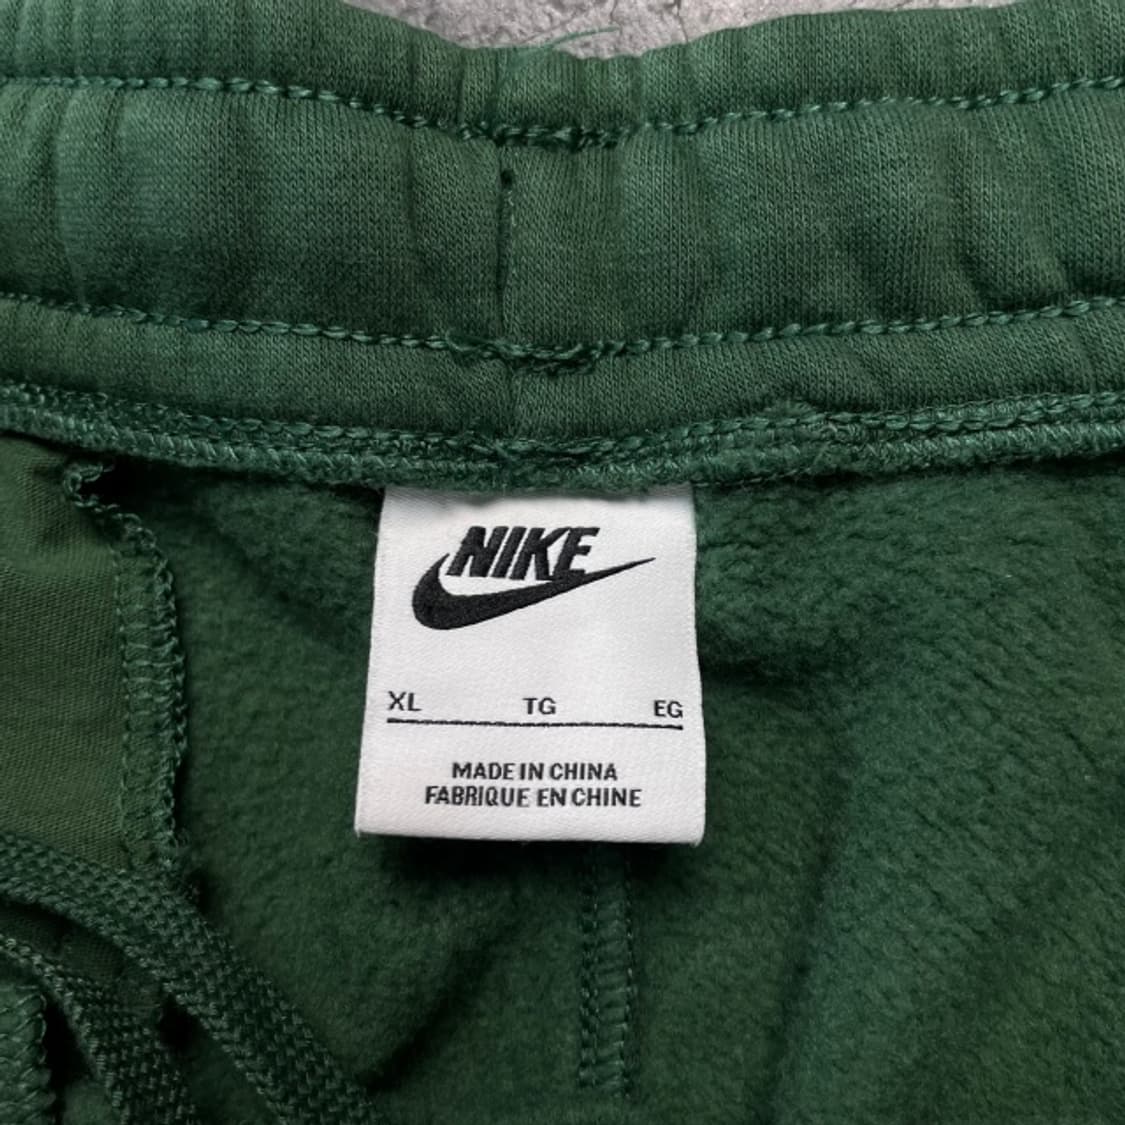 NIKE
XL TG EG
MADE IN CHINA
FABRIQUE EN CHINE